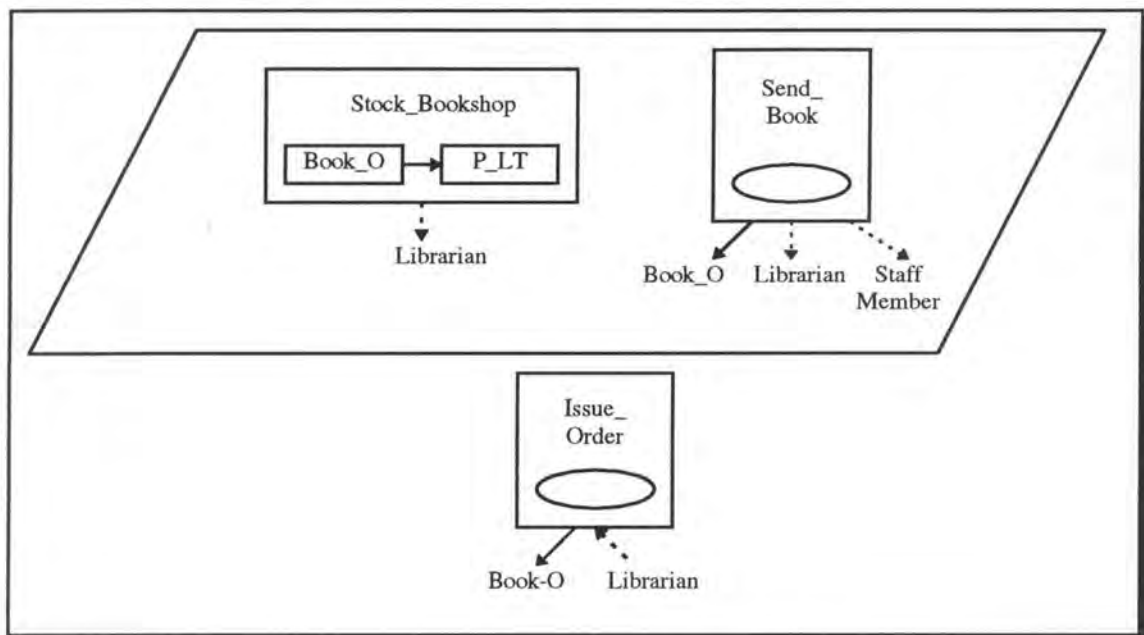 Stock_Bookshop
Book_O
P_LT
Librarian
Send_
Book
Book_O
Librarian
Staff
Member
Issue_
Order
Book-O
Librarian